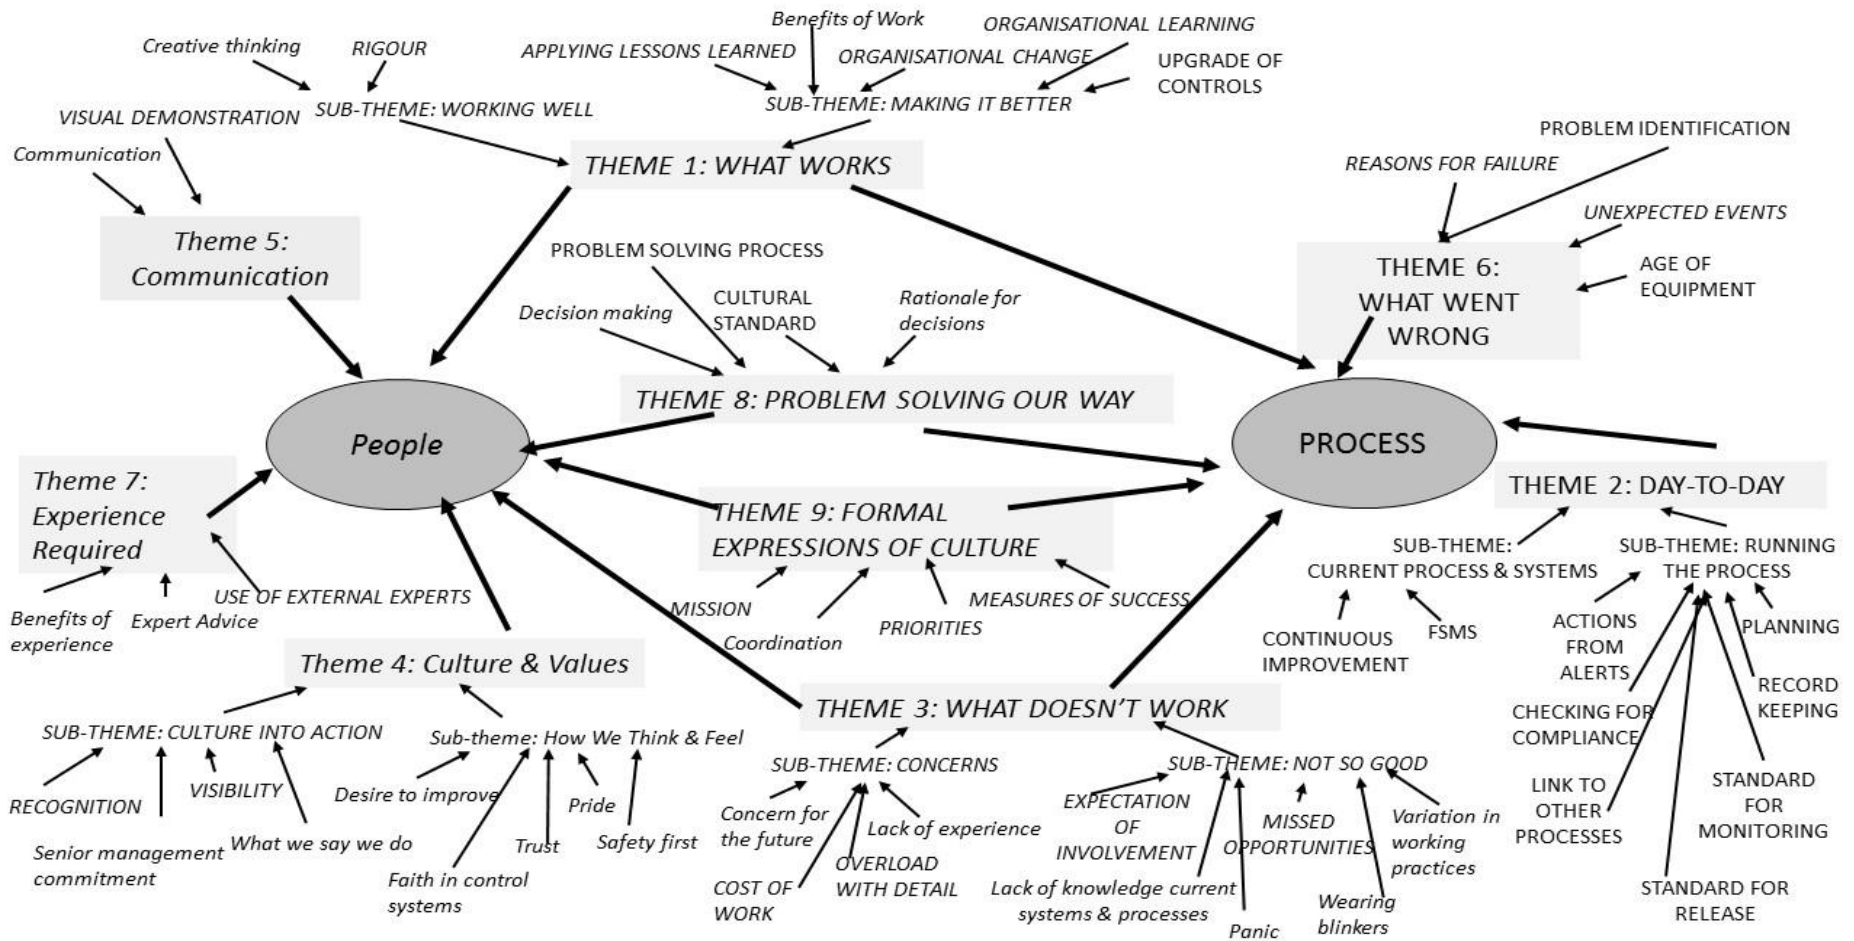 Benefits of Work
ORGANISATIONAL LEARNING
Creative thinking
RIGOUR
APPLYING LESSONS LEARNED
ORGANISATIONAL CHANGE
UPGRADE OF
CONTROLS
SUB-THEME: WORKING WELL
SUB-THEME: MAKING IT BETTER
VISUAL DEMONSTRATION
Communication
THEME 1: WHAT WORKS
PROBLEM IDENTIFICATION
REASONS FOR FAILURE
UNEXPECTED EVENTS
Theme 5:
Communication
PROBLEM SOLVING PROCESS
THEME 6:
WHAT WENT
WRONG
AGE OF
EQUIPMENT
Decision making
CULTURAL
STANDARD
Rationale for
decisions
THEME 8: PROBLEM SOLVING OUR WAY
People
PROCESS
Theme 7:
Experience
Required
THEME 9: FORMAL
EXPRESSIONS OF CULTURE
THEME 2: DAY-TO-DAY
SUB-THEME:
CURRENT PROCESS & SYSTEMS
SUB-THEME: RUNNING
THE PROCESS
Benefits of
experience
Expert Advice
USE OF EXTERNAL EXPERTS
MISSION
Coordination
PRIORITIES
MEASURES OF SUCCESS
CONTINUOUS
IMPROVEMENT
FSMS
ACTIONS
FROM
ALERTS
PLANNING
Theme 4: Culture & Values
THEME 3: WHAT DOESN'T WORK
CHECKING FOR
COMPLIANCE
RECORD
KEEPING
SUB-THEME: CULTURE INTO ACTION
Sub-theme: How We Think & Feel
SUB-THEME: CONCERNS
SUB-THEME: NOT SO GOOD
RECOGNITION
VISIBILITY
Desire to improve
Pride
Concern for
the future
Lack of experience
EXPECTATION
OF
INVOLVEMENT
MISSED
OPPORTUNITIES
Variation in
working
practices
LINK TO
OTHER
PROCESSES
STANDARD
FOR
MONITORING
Senior management
commitment
What we say we do
Trust
Safety first
Faith in control
systems
COST OF
WORK
OVERLOAD
WITH DETAIL
Lack of knowledge current
systems & processes
Panic
Wearing
blinkers
STANDARD FOR
RELEASE